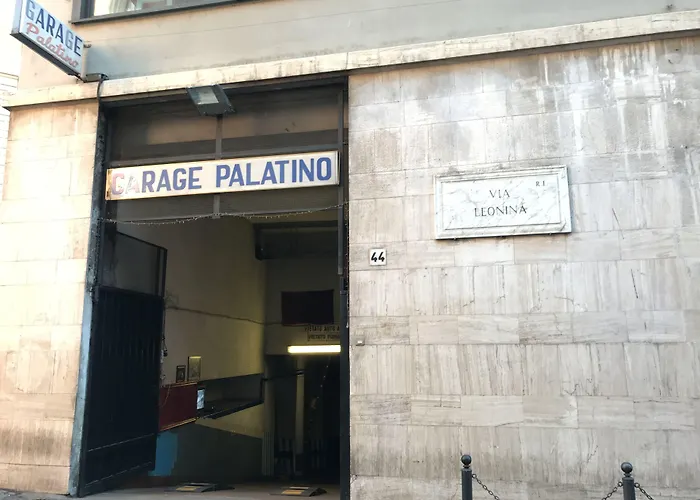 GARAGE
Palatino
GARAGE PALATINO
VIA R.I.
LEONINA
44